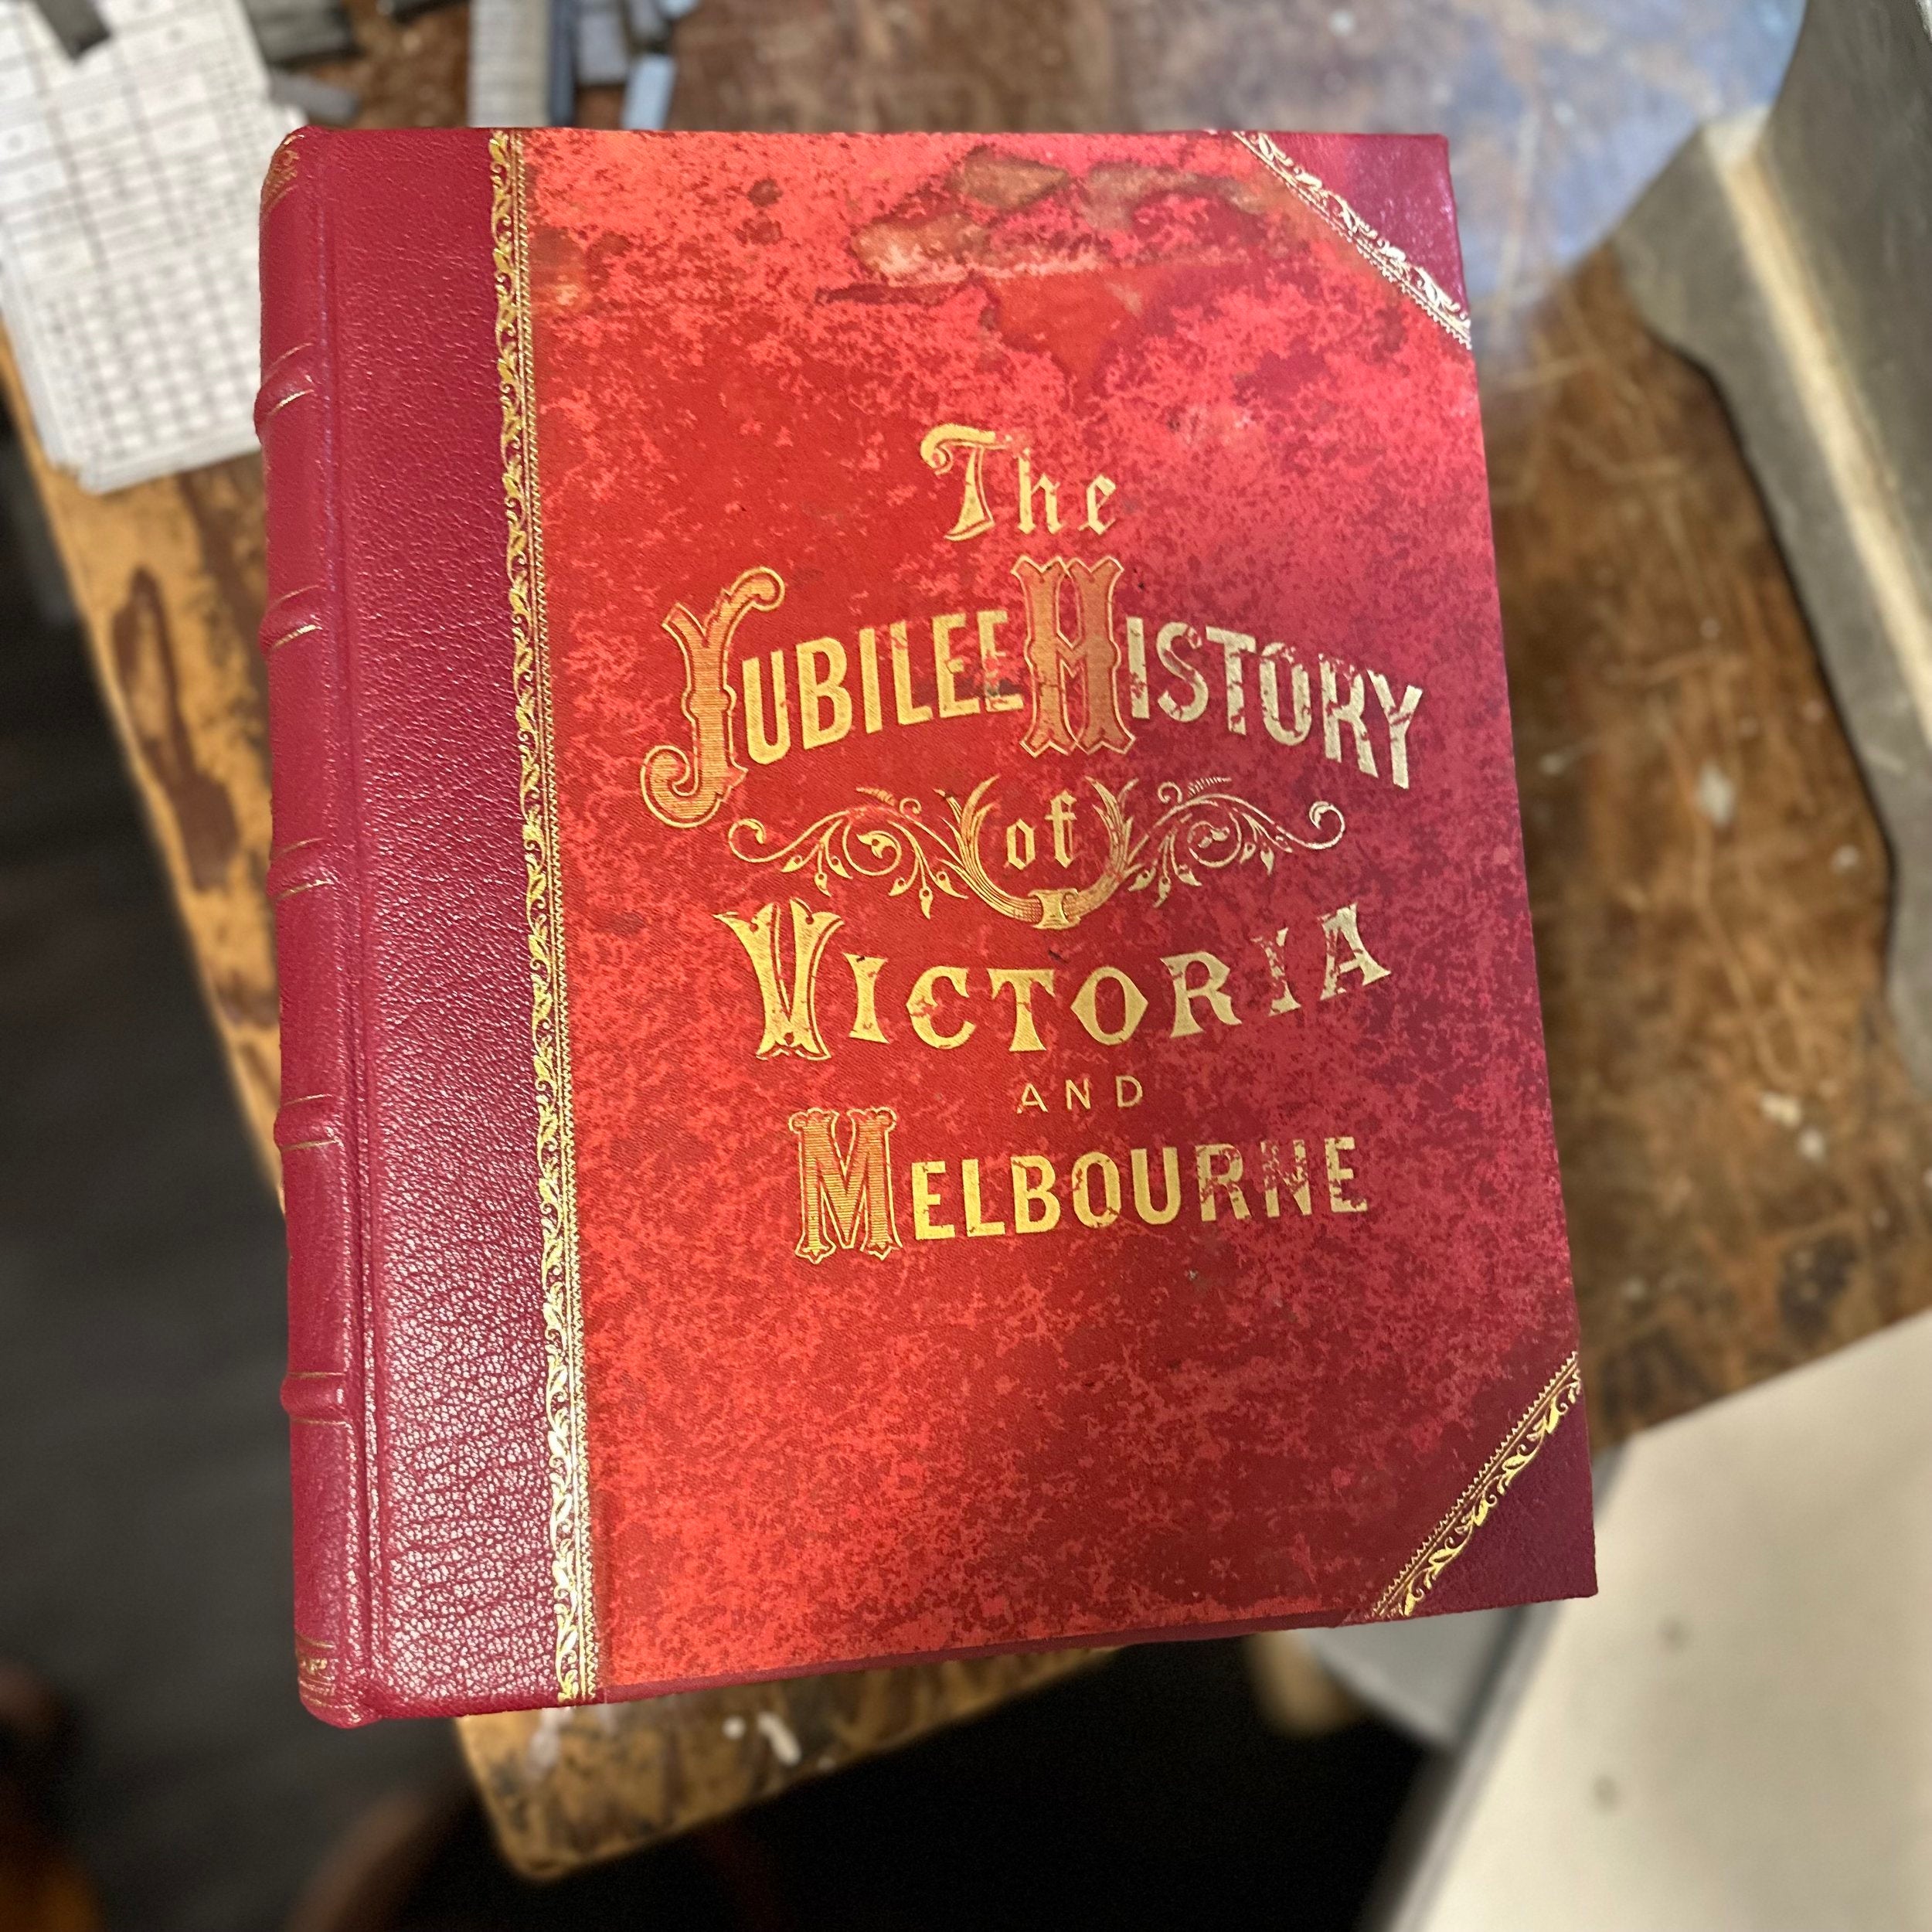 The
JUBILEE HISTORY
of
VICTORIA
AND
MELBOURNE